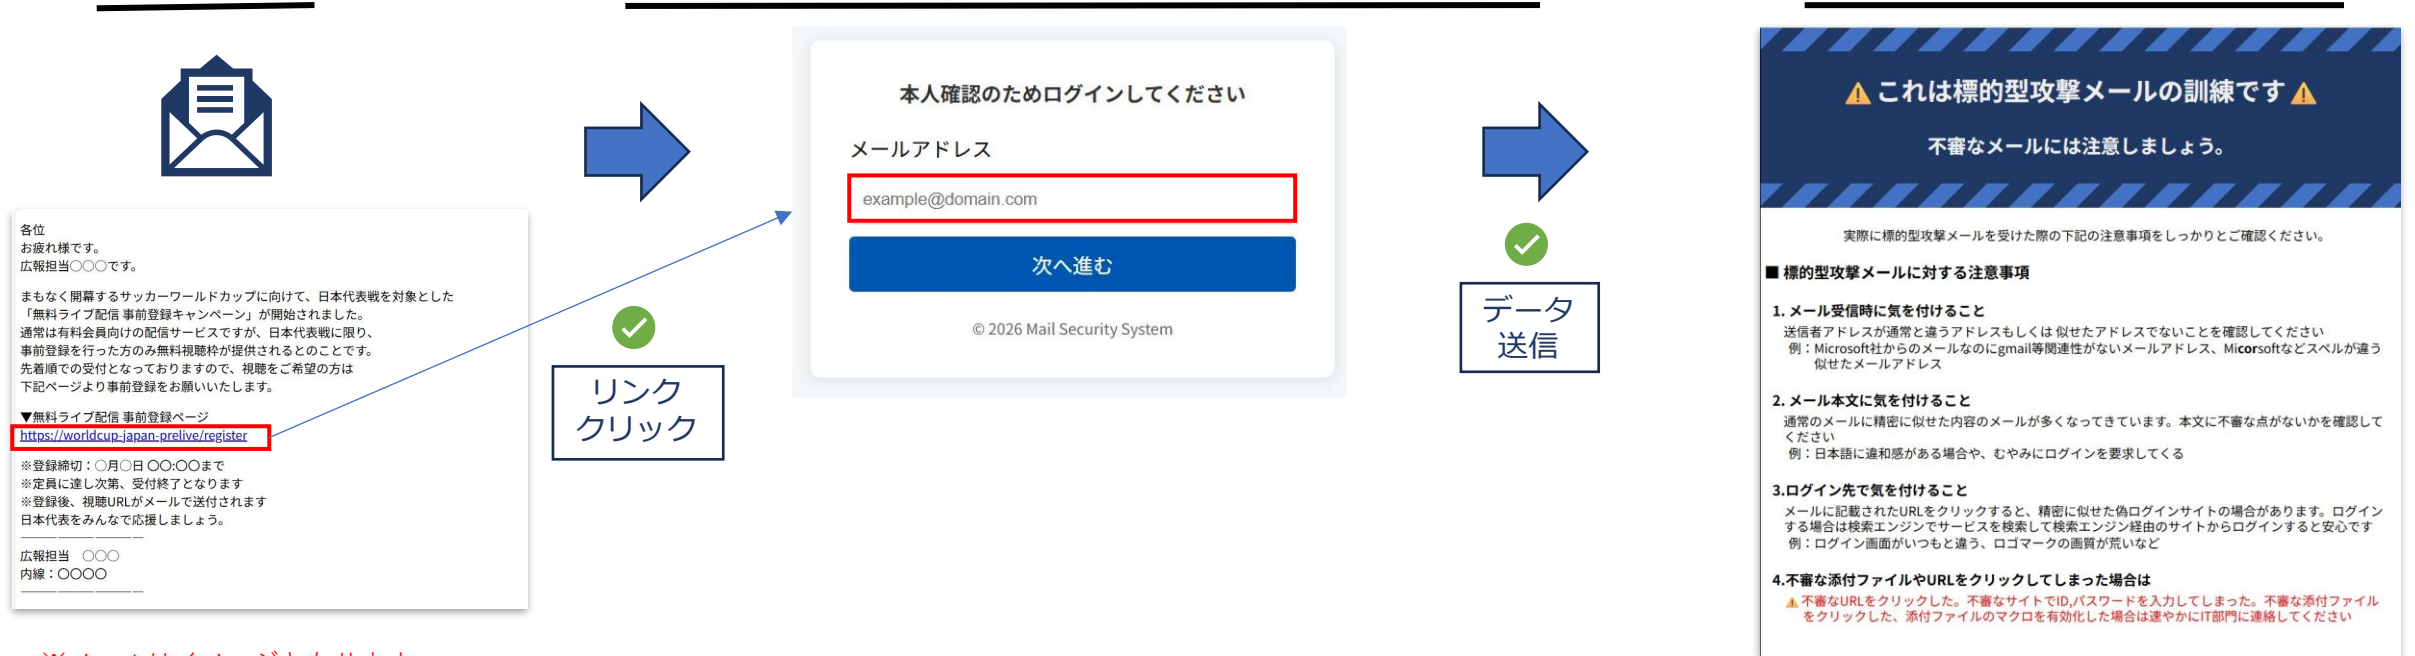 各位
お疲れ様です。
広報担当○○○です。
まもなく開幕するサッカーワールドカップに向けて、日本代表戦を対象とした
「無料ライブ配信 事前登録キャンペーン」が開始されました。
通常は有料会員向けの配信サービスですが、日本代表戦に限り、
事前登録を行った方のみ無料視聴枠が提供されるとのことです。
先着順での受付となっておりますので、視聴をご希望の方は
下記ページより事前登録をお願いいたします。
▼無料ライブ配信 事前登録ページ
https://worldcup-japan-prelive/register
※登録締切：○月○日 〇〇:〇〇まで
※定員に達し次第、受付終了となります
※登録後、視聴URLがメールで送付されます
日本代表をみんなで応援しましょう。
———————————
広報担当　○○○
内線：〇〇〇〇
———————————
リンク
クリック
本人確認のためログインしてください
メールアドレス
example@domain.com
次へ進む
© 2026 Mail Security System
データ
送信
⚠これは標的型攻撃メールの訓練です⚠
不審なメールには注意しましょう。
実際に標的型攻撃メールを受けた際の下記の注意事項をしっかりとご確認ください。
■ 標的型攻撃メールに対する注意事項
1. メール受信時に気を付けること
送信者アドレスが通常と違うアドレスもしくは 似せたアドレスでないことを確認してください
例：Microsoft社からのメールなのにgmail等関連性がないメールアドレス、Micorsoftなどスペルが違う
似せたメールアドレス
2. メール本文に気を付けること
通常のメールに精密に似せた内容のメールが多くなってきています。本文に不審な点がないかを確認して
ください
例：日本語に違和感がある場合や、むやみにログインを要求してくる
3.ログイン先で気を付けること
メールに記載されたURLをクリックすると、精密に似せた偽ログインサイトの場合があります。ログイン
する場合は検索エンジンでサービスを検索して検索エンジン経由のサイトからログインすると安心です
例：ログイン画面がいつもと違う、ロゴマークの画質が荒いなど
4.不審な添付ファイルやURLをクリックしてしまった場合は
⚠不審なURLをクリックした。不審なサイトでID,パスワードを入力してしまった。不審な添付ファイル
をクリックした、添付ファイルのマクロを有効化した場合は速やかにIT部門に連絡してください